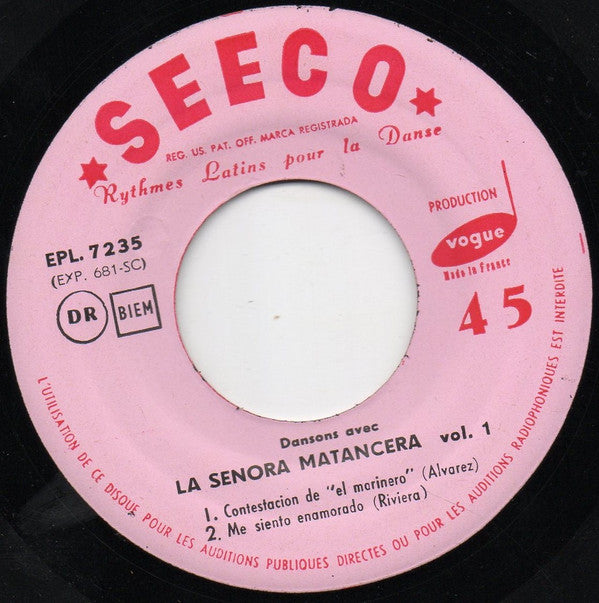 SEECO
REG. US. PAT. OFF. MARCA REGISTRADA
Rythmes Latins pour la Danse
PRODUCTION
vogue
Made in France
EPL. 7235
(EXP. 681-SC)
DR
BIEM
45
Dansons avec
LA SENORA MATANCERA vol. 1
1. Contestacion de "el morinero" (Alvarez)
2. Me siento enamorado (Riviera)
L'UTILISATION DE CE DISQUE POUR LES AUDITIONS PUBLIQUES DIRECTES OU POUR LES AUDITIONS RADIOPHONIQUES EST INTERDITE